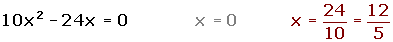 10x² − 24x = 0 x = 0 x = 24/10 = 12/5